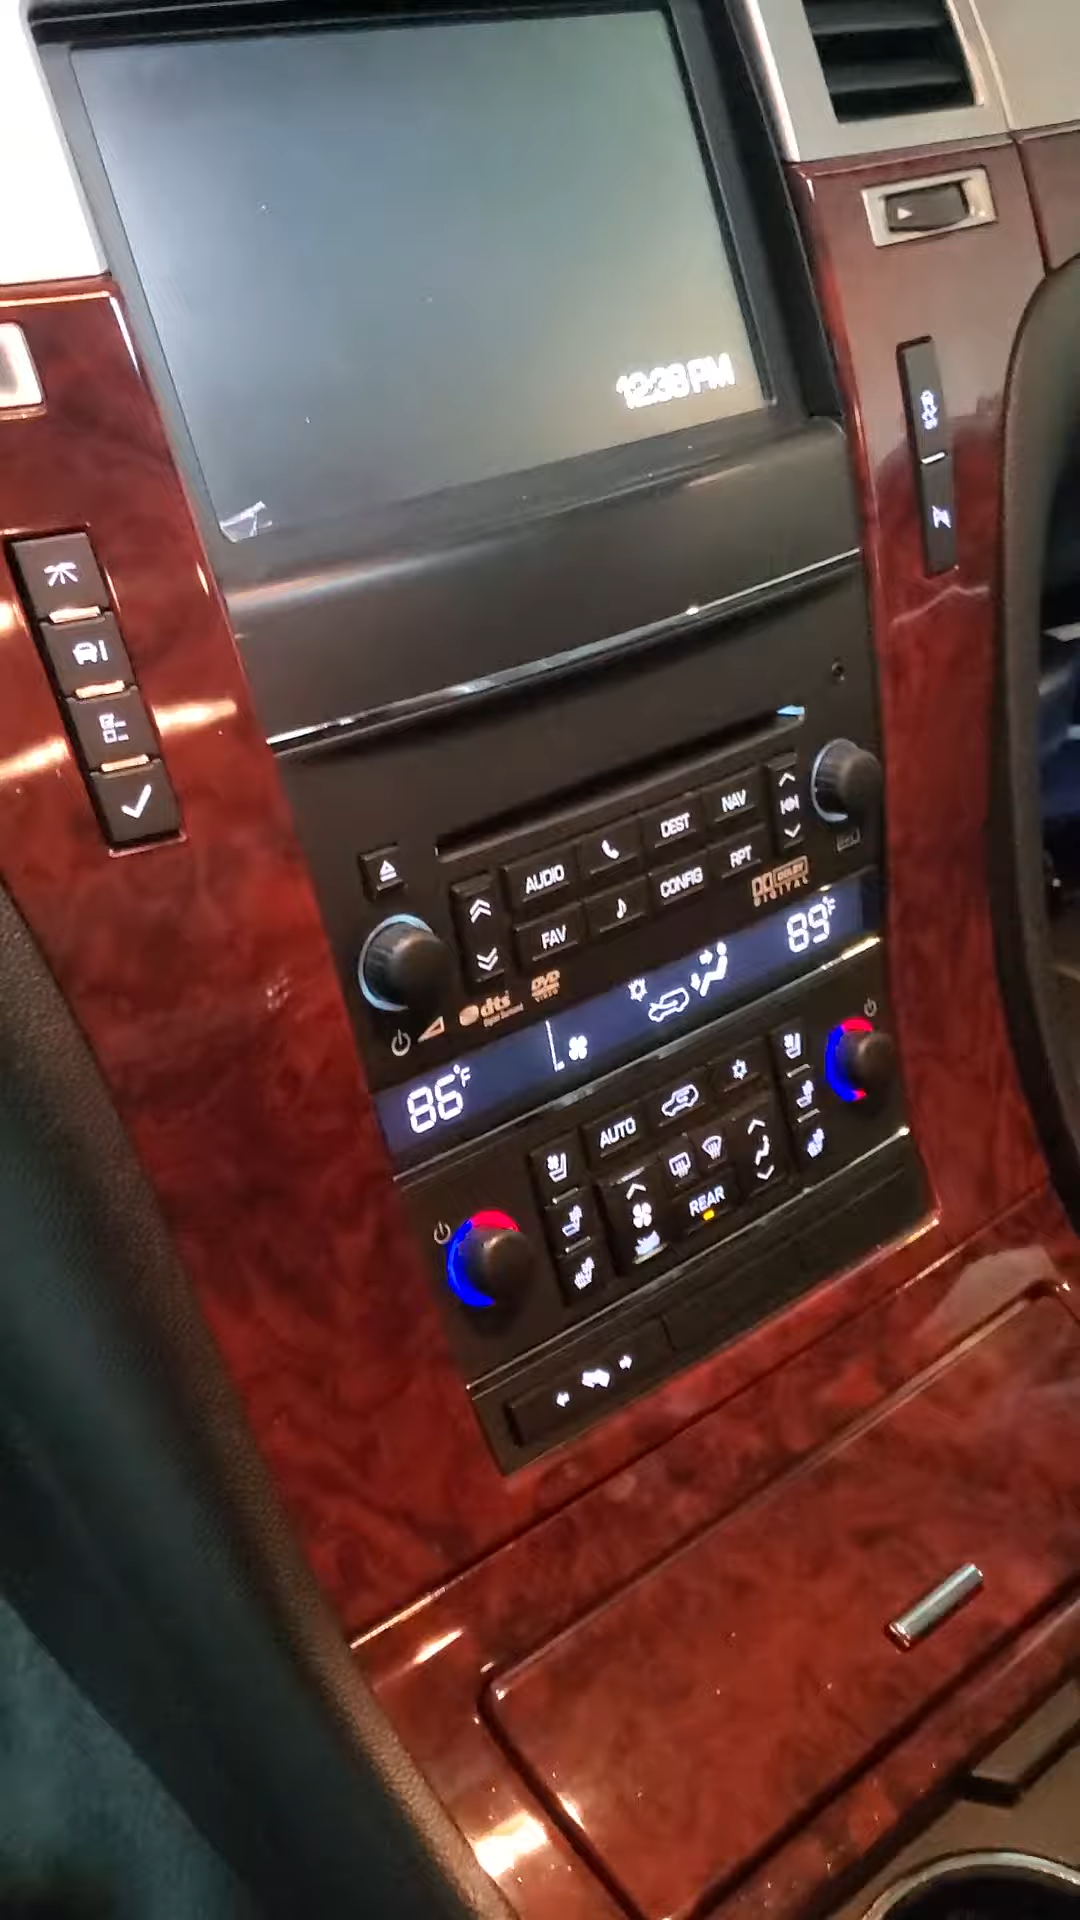 12:38 PM
AUDIO
DEST
NAV
FAV
CONFIG
RPT
DOLBY
DIGITAL
dts
DVD
VIDEO
86°F
89°F
AUTO
REAR